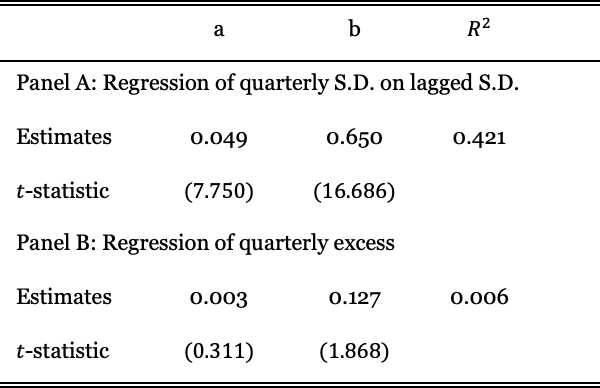 a b R²
Panel A: Regression of quarterly S.D. on lagged S.D.
Estimates 0.049 0.650 0.421
t-statistic (7.750) (16.686)
Panel B: Regression of quarterly excess
Estimates 0.003 0.127 0.006
t-statistic (0.311) (1.868)